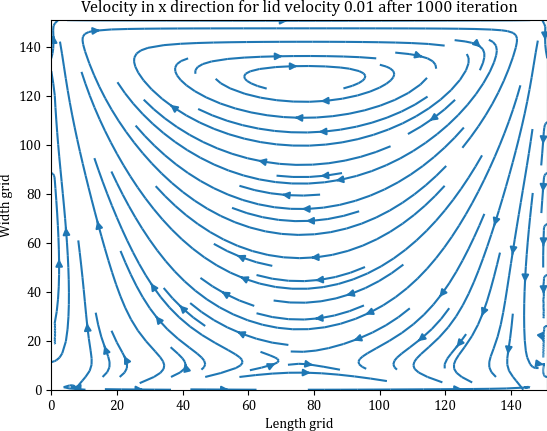 Velocity in x direction for lid velocity 0.01 after 1000 iteration
140
120
100
80
60
40
20
0
Width grid
0 20 40 60 80 100 120 140
Length grid